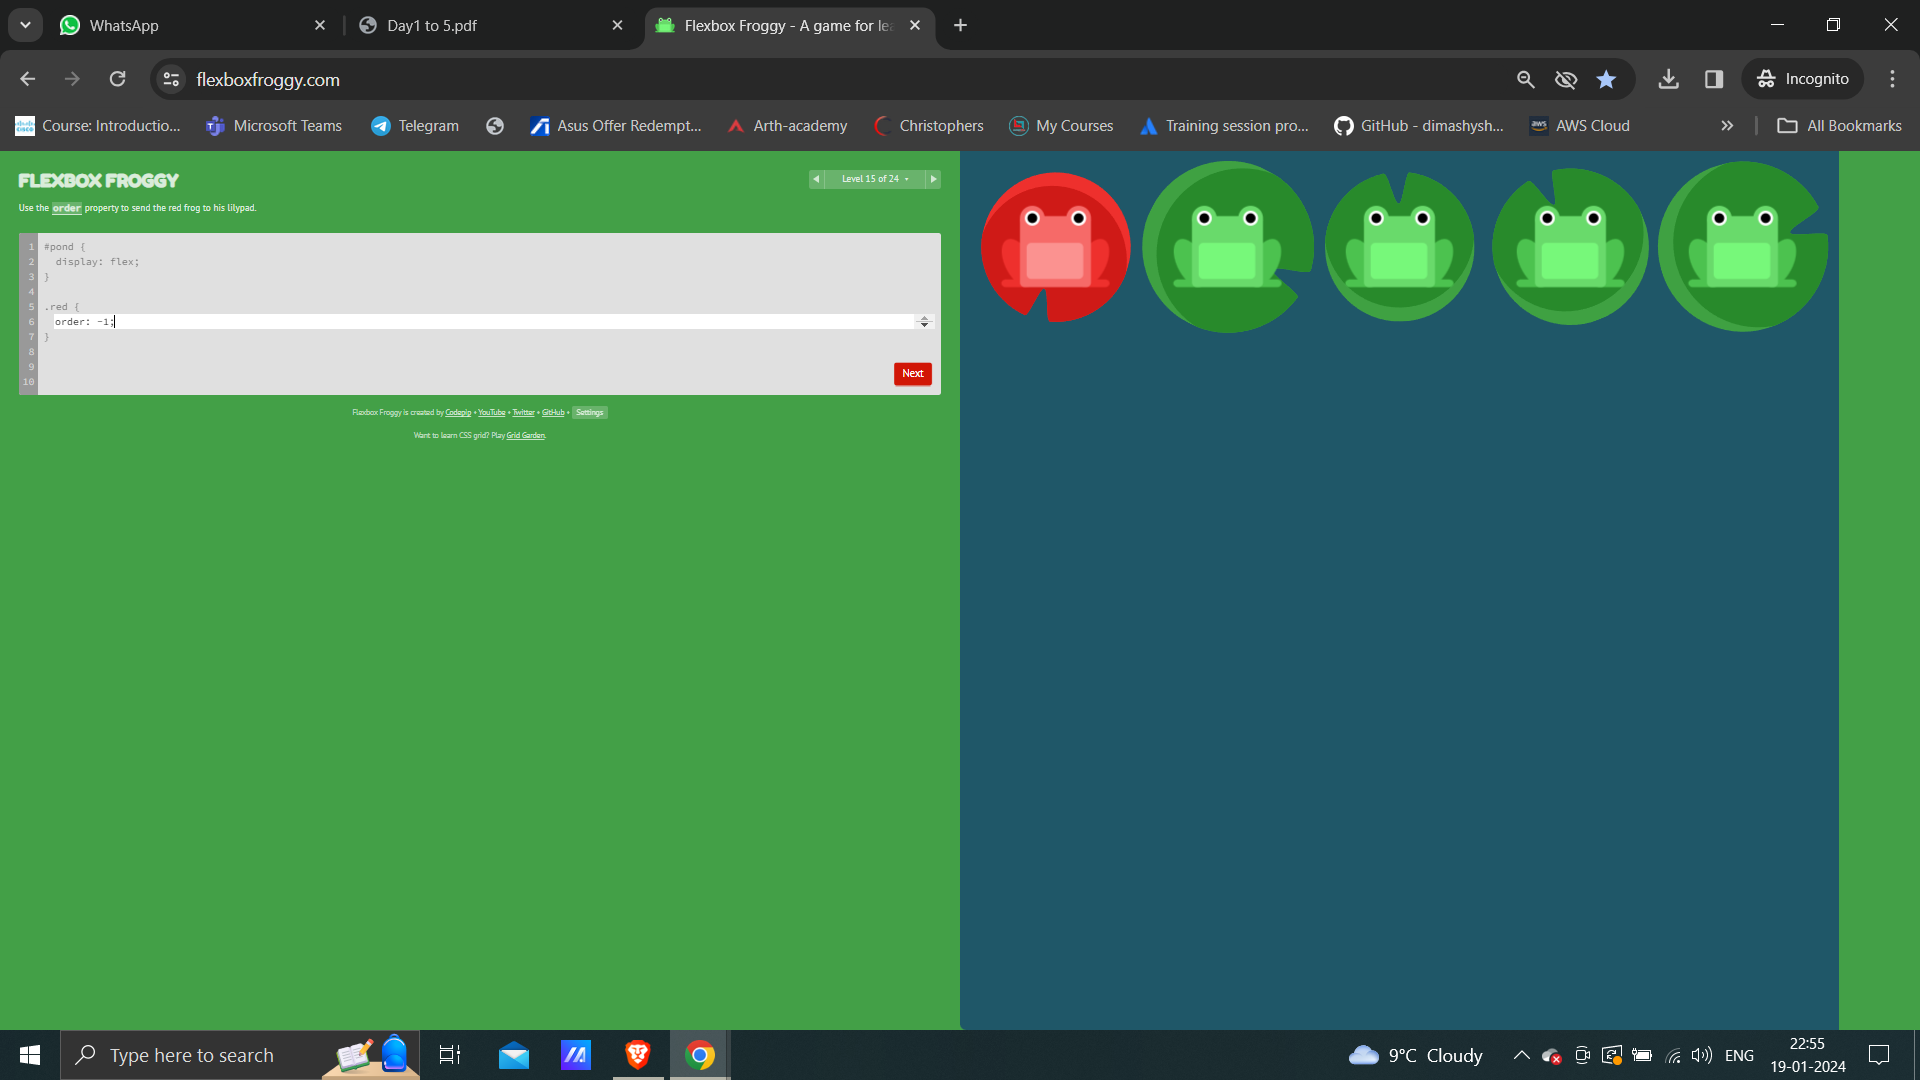 WhatsApp
Day1 to 5.pdf
Flexbox Froggy - A game for le
flexboxfroggy.com
Incognito
Course: Introductio...
Microsoft Teams
Telegram
Asus Offer Redempt...
Arth-academy
Christophers
My Courses
Training session pro...
GitHub - dimashysh...
aws
AWS Cloud
All Bookmarks
FLEXBOX FROGGY
Level 15 of 24
Use the order property to send the red frog to his lilypad.
1 #pond {
2 display: flex;
3 }
4
5 .red {
6 order: -1;
7 }
8
9
10
Next
Flexbox Froggy is created by Codepip • YouTube • Twitter • GitHub • Settings
Want to learn CSS grid? Play Grid Garden.
Type here to search
9°C Cloudy
ENG
22:55
19-01-2024